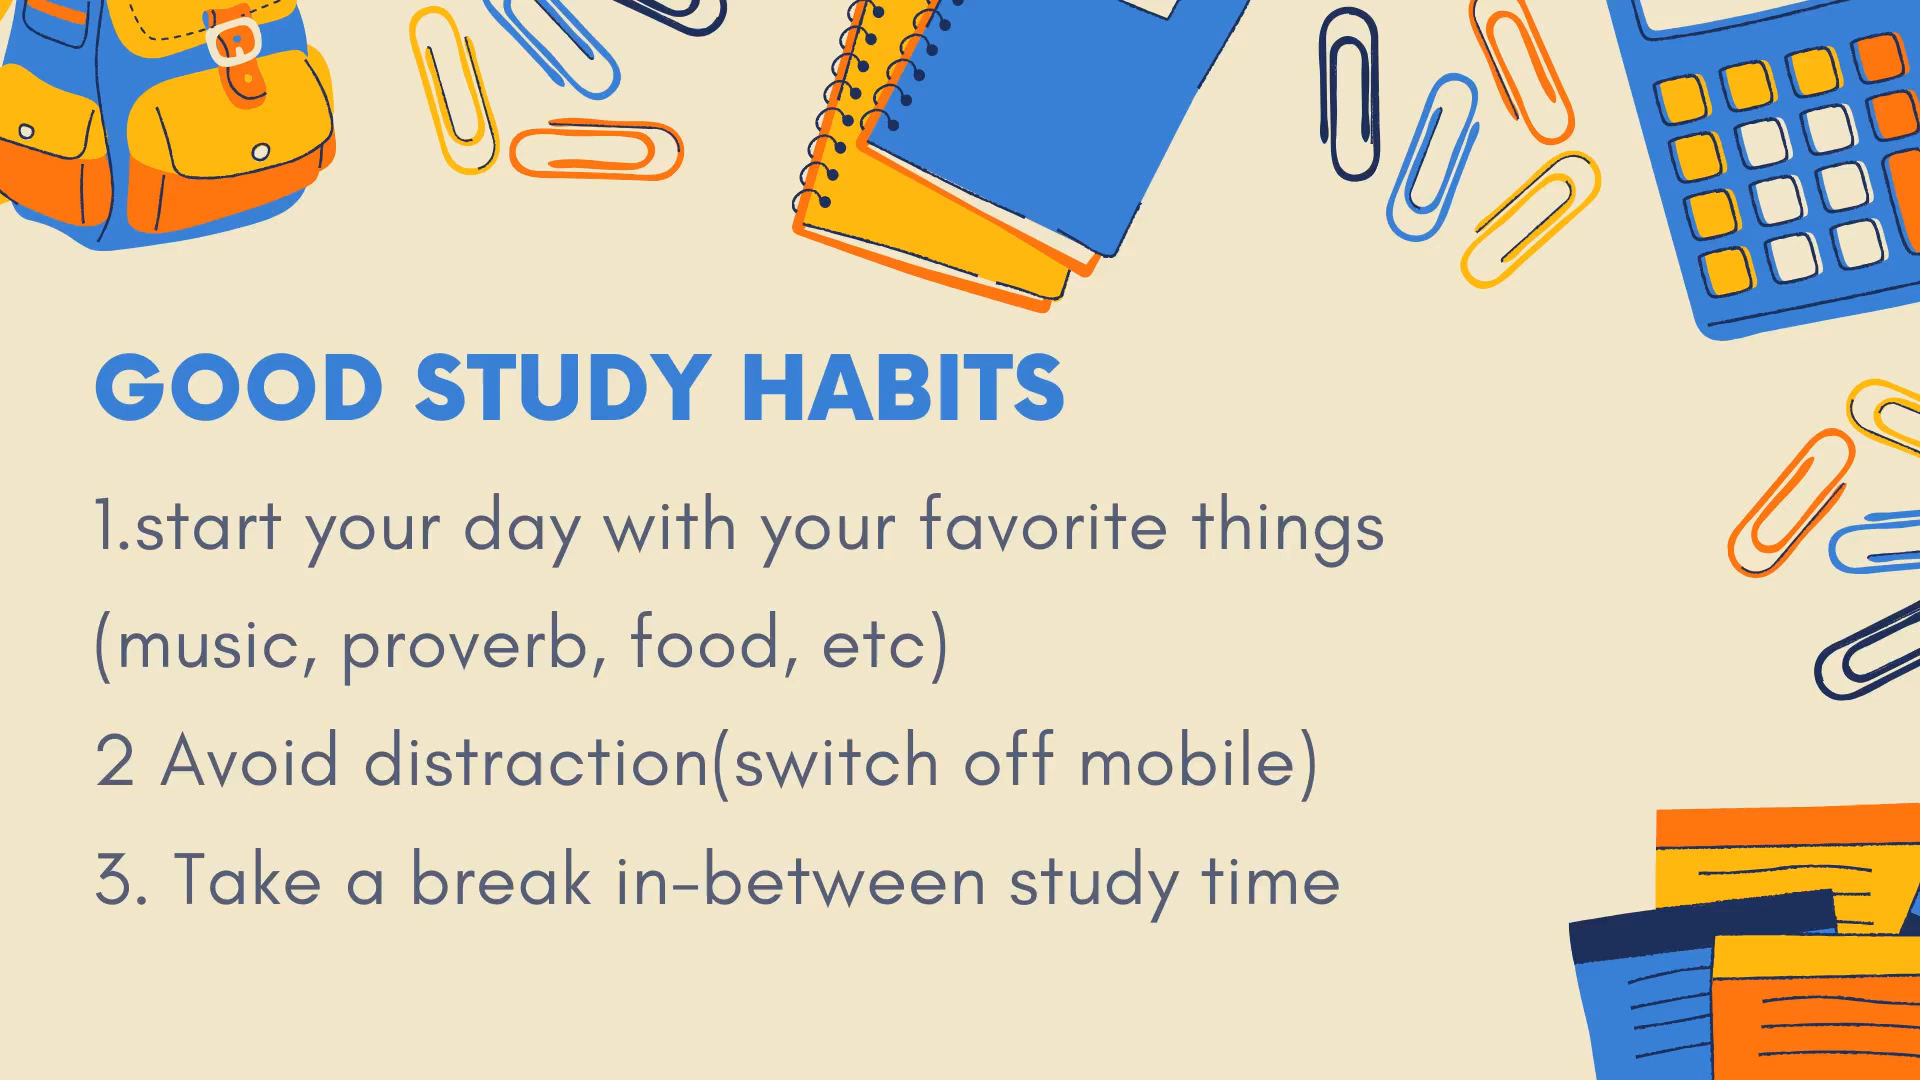 GOOD STUDY HABITS
1.start your day with your favorite things
(music, proverb, food, etc)
2 Avoid distraction(switch off mobile)
3. Take a break in-between study time